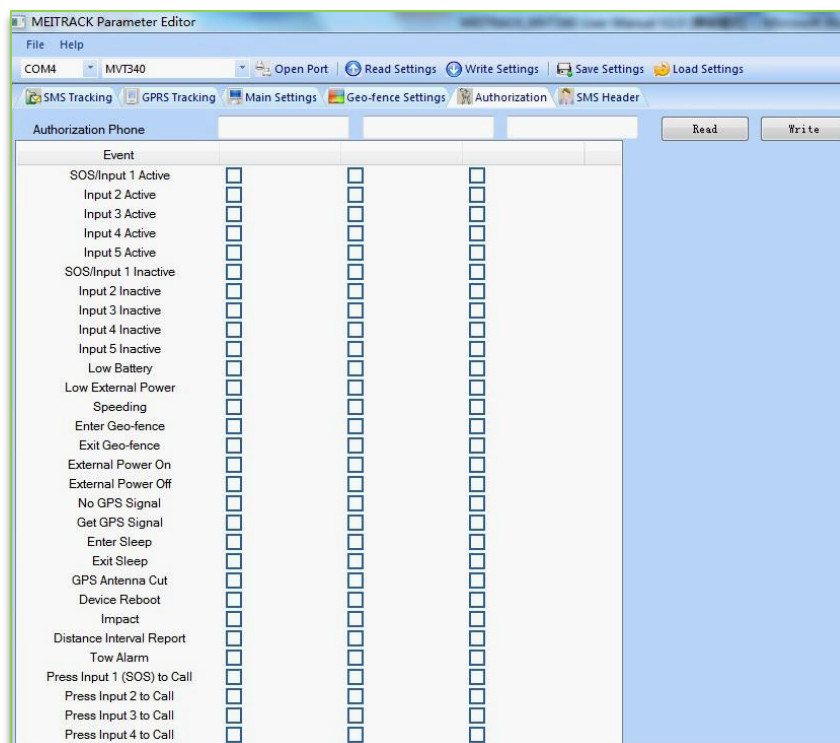 MEITRACK Parameter Editor
File Help
COM4 MVT340 Open Port Read Settings Write Settings Save Settings Load Settings
SMS Tracking GPRS Tracking Main Settings Geo-fence Settings Authorization SMS Header
Authorization Phone Read Write
Event
SOS/Input 1 Active
Input 2 Active
Input 3 Active
Input 4 Active
Input 5 Active
SOS/Input 1 Inactive
Input 2 Inactive
Input 3 Inactive
Input 4 Inactive
Input 5 Inactive
Low Battery
Low External Power
Speeding
Enter Geo-fence
Exit Geo-fence
External Power On
External Power Off
No GPS Signal
Get GPS Signal
Enter Sleep
Exit Sleep
GPS Antenna Cut
Device Reboot
Impact
Distance Interval Report
Tow Alarm
Press Input 1 (SOS) to Call
Press Input 2 to Call
Press Input 3 to Call
Press Input 4 to Call